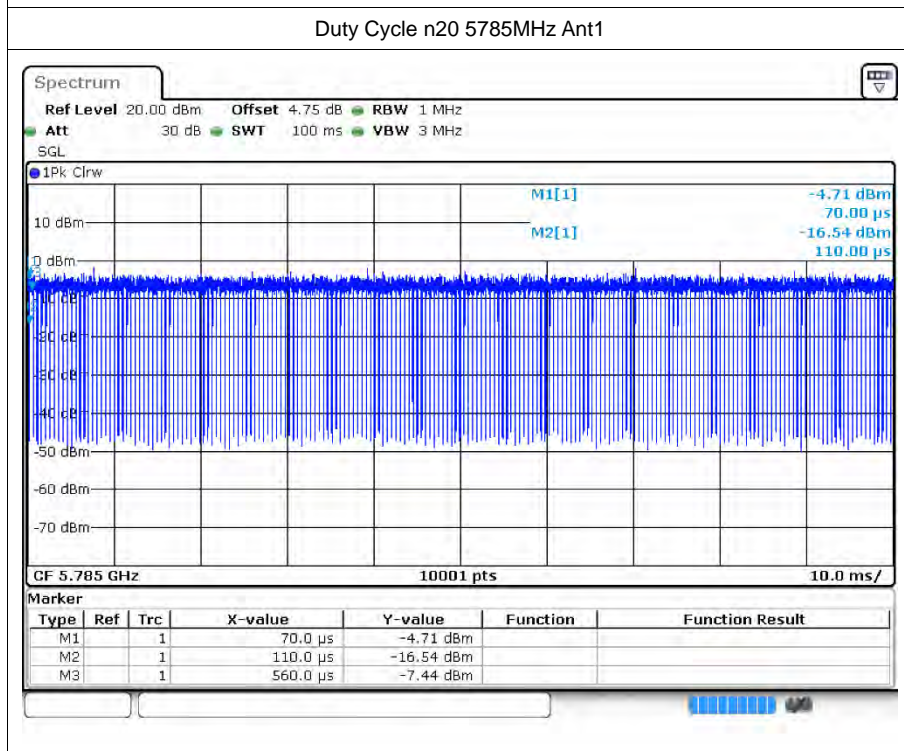 Duty Cycle n20 5785MHz Ant1
Spectrum
Ref Level 20.00 dBm Offset 4.75 dB RBW 1 MHz
Att 30 dB SWT 100 ms VBW 3 MHz
SGL
1Pk Clrw
M1[1] -4.71 dBm
70.00 µs
10 dBm
M2[1] -16.54 dBm
110.00 µs
0 dBm
-50 dBm
-60 dBm
-70 dBm
CF 5.785 GHz 10001 pts 10.0 ms/
Marker
Type Ref Trc X-value Y-value Function Function Result
M1 1 70.0 µs -4.71 dBm
M2 1 110.0 µs -16.54 dBm
M3 1 560.0 µs -7.44 dBm